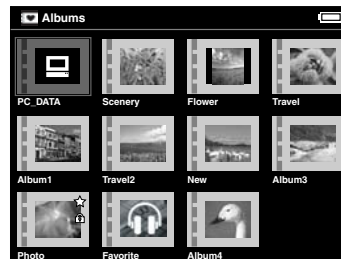 Albums
PC_DATA Scenery Flower Travel
Album1 Travel2 New Album3
Photo Favorite Album4